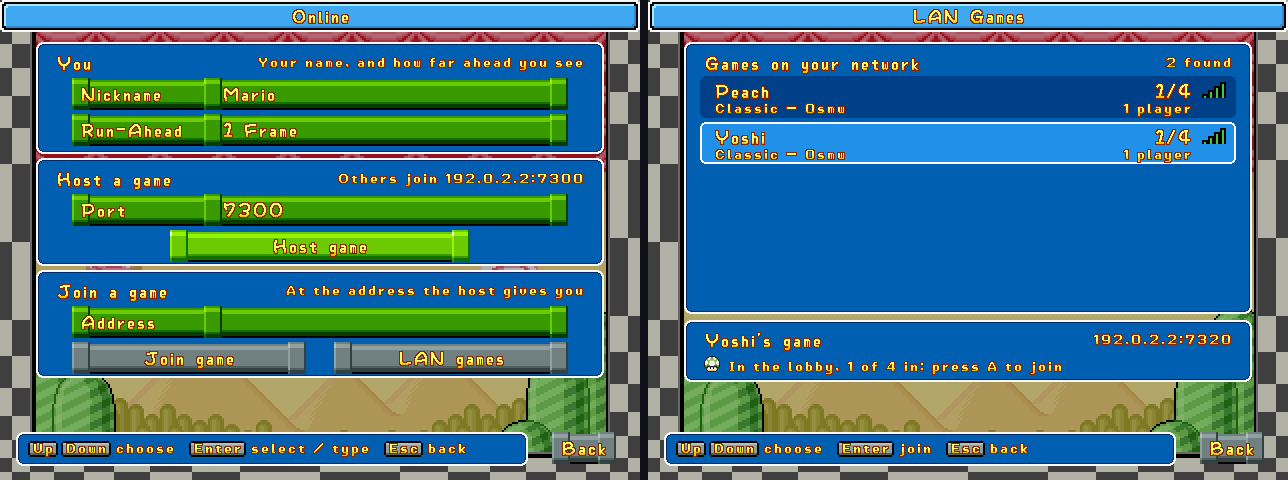 Online
You
Your name, and how far ahead you see
Nickname Mario
Run-Ahead 1 Frame
Host a game
Others join 192.0.2.2:7300
Port 7300
Host game
Join a game
At the address the host gives you
Address
Join game LAN games
Up Down choose Enter select / type Esc back
Back
LAN Games
Games on your network
2 found
Peach 1/4
Classic - Osmw 1 player
Yoshi 1/4
Classic - Osmw 1 player
Yoshi's game 192.0.2.2:7320
In the lobby, 1 of 4 in: press A to join
Up Down choose Enter join Esc back
Back